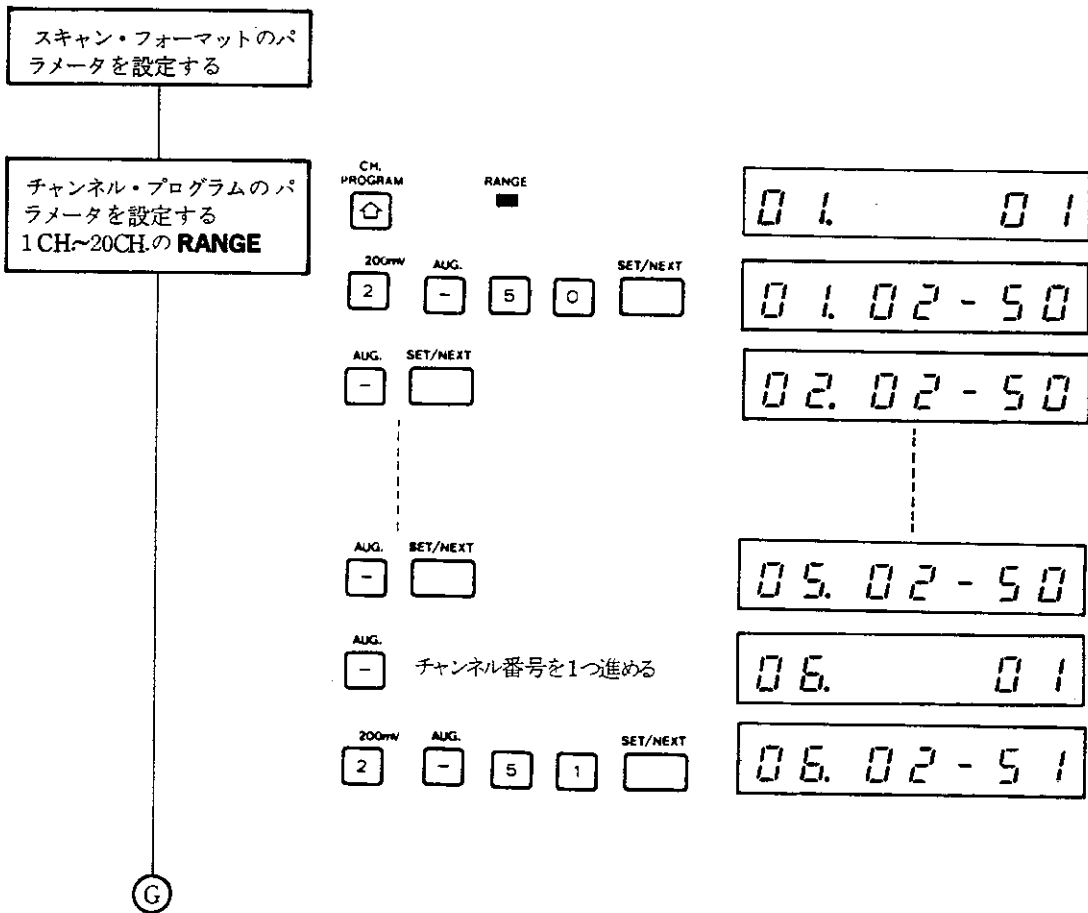 スキャン・フォーマットのパ
ラメータを設定する
チャンネル・プログラムのパ
ラメータを設定する
1CH.~20CH.の RANGE
CH.
PROGRAM
RANGE
01. 01
200mV AUG. SET/NEXT
2 - 5 0
01.02-50
AUG. SET/NEXT
-
02.02-50
AUG. SET/NEXT
-
05.02-50
AUG.
- チャンネル番号を1つ進める
06. 01
200mV AUG. SET/NEXT
2 - 5 1
06.02-51
G